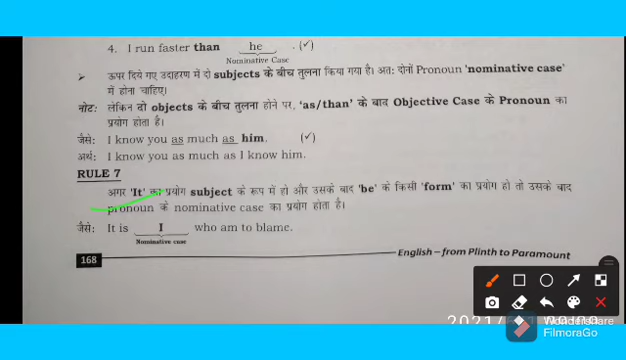 4. I run faster than he . (✓)
Nominative Case
➢ ऊपर दिये गए उदाहरण में दो subjects के बीच तुलना किया गया है। अत: दोनों Pronoun 'nominative case'
में होना चाहिए।
नोट: लेकिन दो objects के बीच तुलना होने पर, 'as/than' के बाद Objective Case के Pronoun का
प्रयोग होता है।
जैसे: I know you as much as him. (✓)
अर्थ: I know you as much as I know him.
RULE 7
अगर 'It' का प्रयोग subject के रूप में हो और उसके बाद 'be' के किसी 'form' का प्रयोग हो तो उसके बाद
pronoun के nominative case का प्रयोग होता है।
जैसे: It is I who am to blame.
Nominative case
168
English – from Plinth to Paramount
2021/
Wondershare
FilmoraGo